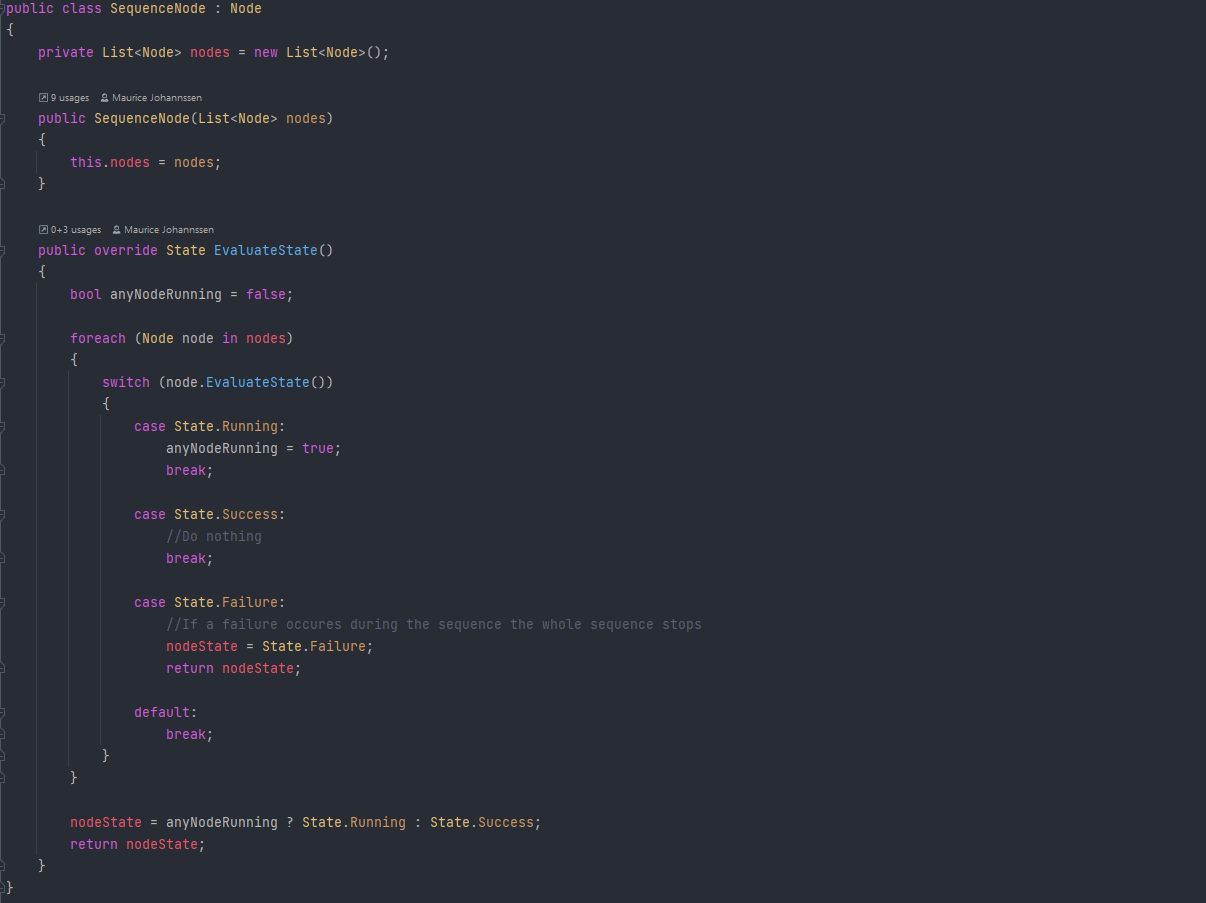 public class SequenceNode : Node
{
private List<Node> nodes = new List<Node>();
9 usages Maurice Johannssen
public SequenceNode(List<Node> nodes)
{
this.nodes = nodes;
}
0+3 usages Maurice Johannssen
public override State EvaluateState()
{
bool anyNodeRunning = false;
foreach (Node node in nodes)
{
switch (node.EvaluateState())
{
case State.Running:
anyNodeRunning = true;
break;
case State.Success:
//Do nothing
break;
case State.Failure:
//If a failure occures during the sequence the whole sequence stops
nodeState = State.Failure;
return nodeState;
default:
break;
}
}
nodeState = anyNodeRunning ? State.Running : State.Success;
return nodeState;
}
}